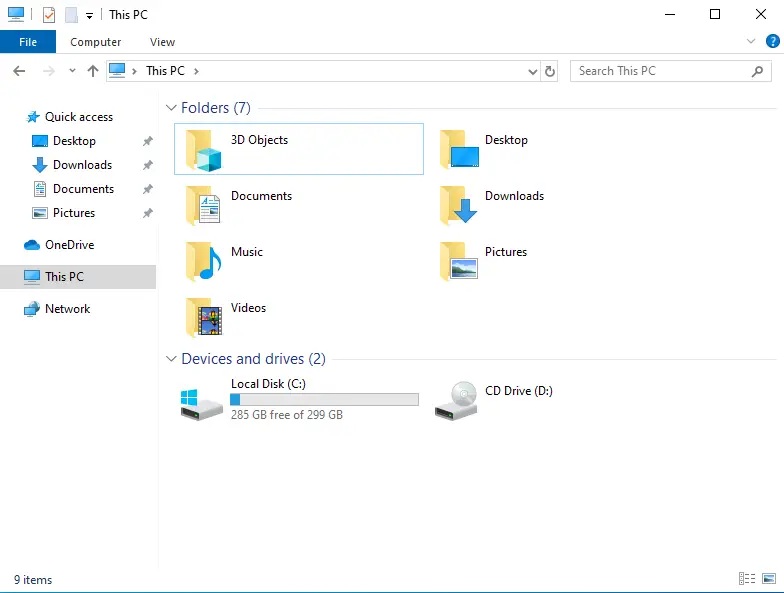 This PC
File Computer View
This PC
Search This PC
Quick access
Desktop
Downloads
Documents
Pictures
OneDrive
This PC
Network
Folders (7)
3D Objects
Desktop
Documents
Downloads
Music
Pictures
Videos
Devices and drives (2)
Local Disk (C:)
285 GB free of 299 GB
CD Drive (D:)
9 items